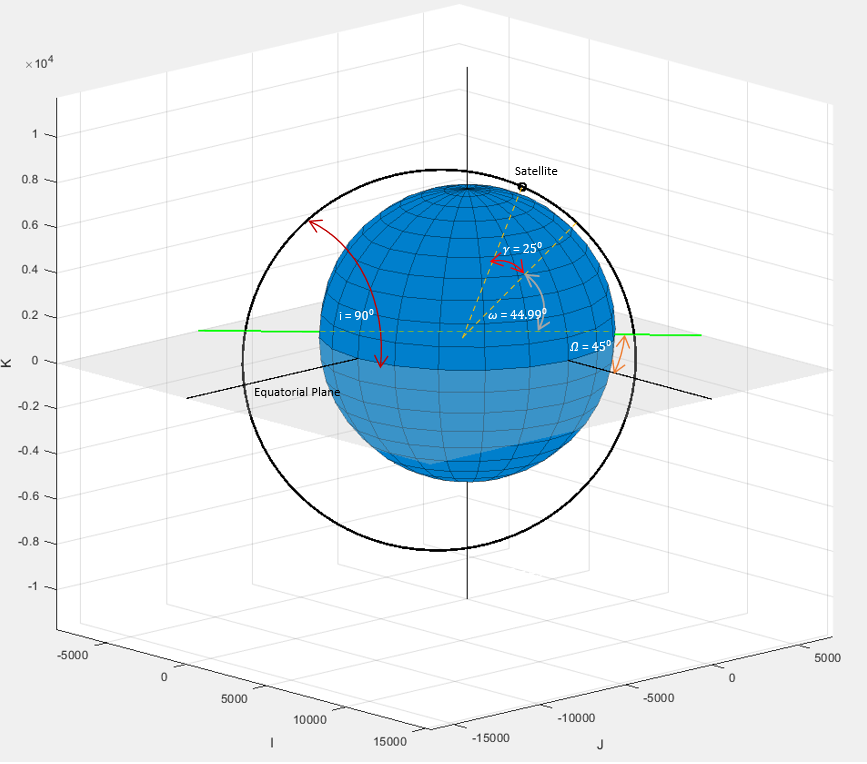 ×10⁴
Satellite
1
0.8
0.6
γ = 25⁰
0.4
0.2
i = 90⁰
ω = 44.99⁰
Ω = 45⁰
0
K
Equatorial Plane
-0.2
-0.4
-0.6
-0.8
-1
-5000
0
5000
10000
15000
I
-15000
-10000
-5000
0
5000
J